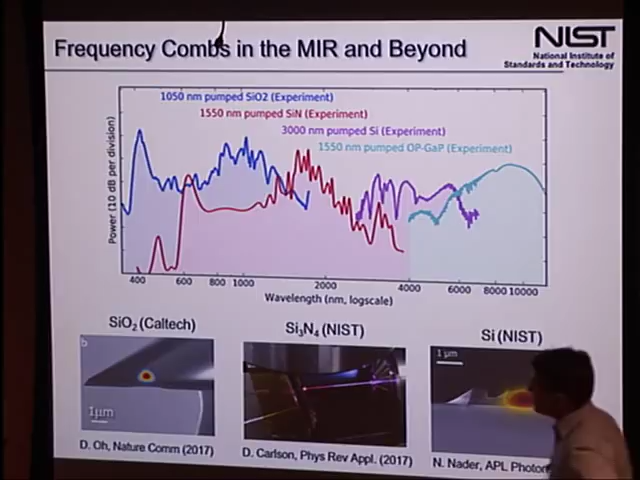 Frequency Combs in the MIR and Beyond
NIST
National Institute of
Standards and Technology
1050 nm pumped SiO2 (Experiment)
1550 nm pumped SiN (Experiment)
3000 nm pumped Si (Experiment)
1550 nm pumped OP-GaP (Experiment)
Power (10 dB per division)
400 600 800 1000 2000 4000 6000 8000 10000
Wavelength (nm, logscale)
SiO₂ (Caltech)
Si₃N₄ (NIST)
Si (NIST)
b
1µm
1 µm
D. Oh, Nature Comm (2017)
D. Carlson, Phys Rev Appl. (2017)
N. Nader, APL